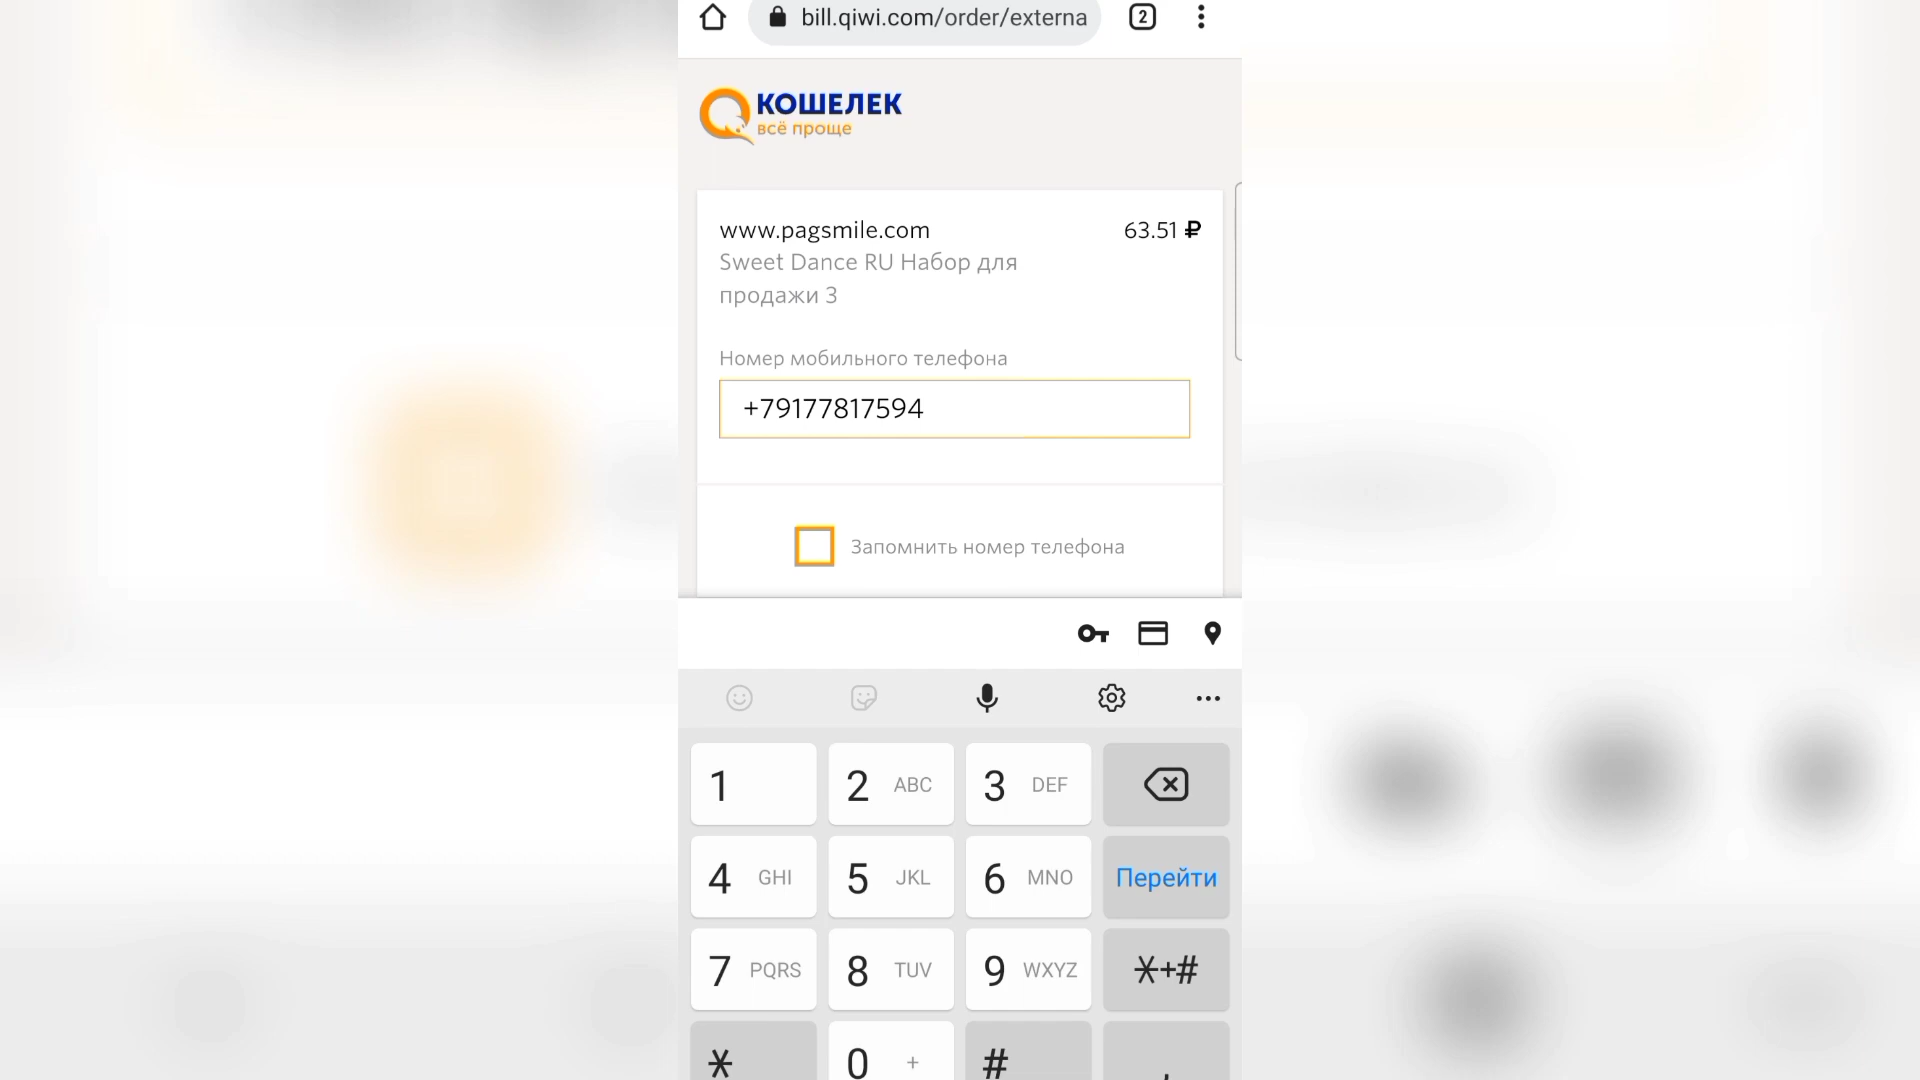 2
bill.qiwi.com/order/externa
КОШЕЛЕК
всё проще
www.pagsmile.com 63.51 ₽
Sweet Dance RU Набор для
продажи 3
Номер мобильного телефона
+79177817594
Запомнить номер телефона
1 2 ABC 3 DEF
4 GHI 5 JKL 6 MNO Перейти
7 PQRS 8 TUV 9 WXYZ *+#
* 0 + #